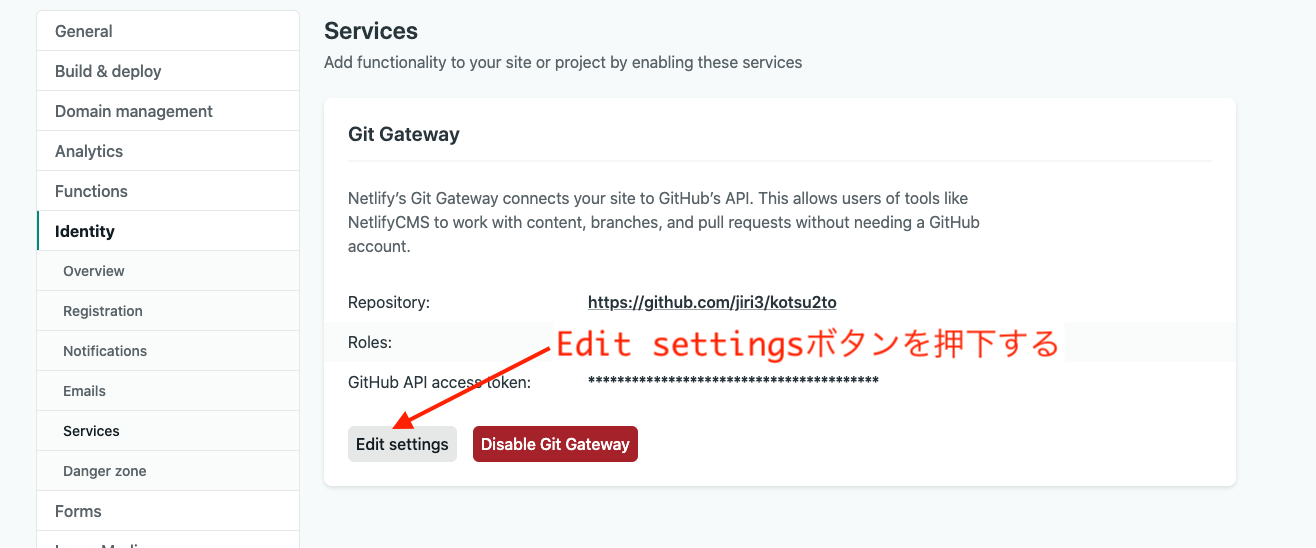 General
Build & deploy
Domain management
Analytics
Functions
Identity
Overview
Registration
Notifications
Emails
Services
Danger zone
Forms
Services
Add functionality to your site or project by enabling these services
Git Gateway
Netlify’s Git Gateway connects your site to GitHub’s API. This allows users of tools like
NetlifyCMS to work with content, branches, and pull requests without needing a GitHub
account.
Repository: https://github.com/jiri3/kotsu2to
Roles:
Edit settingsボタンを押下する
GitHub API access token: ****************************************
Edit settings
Disable Git Gateway